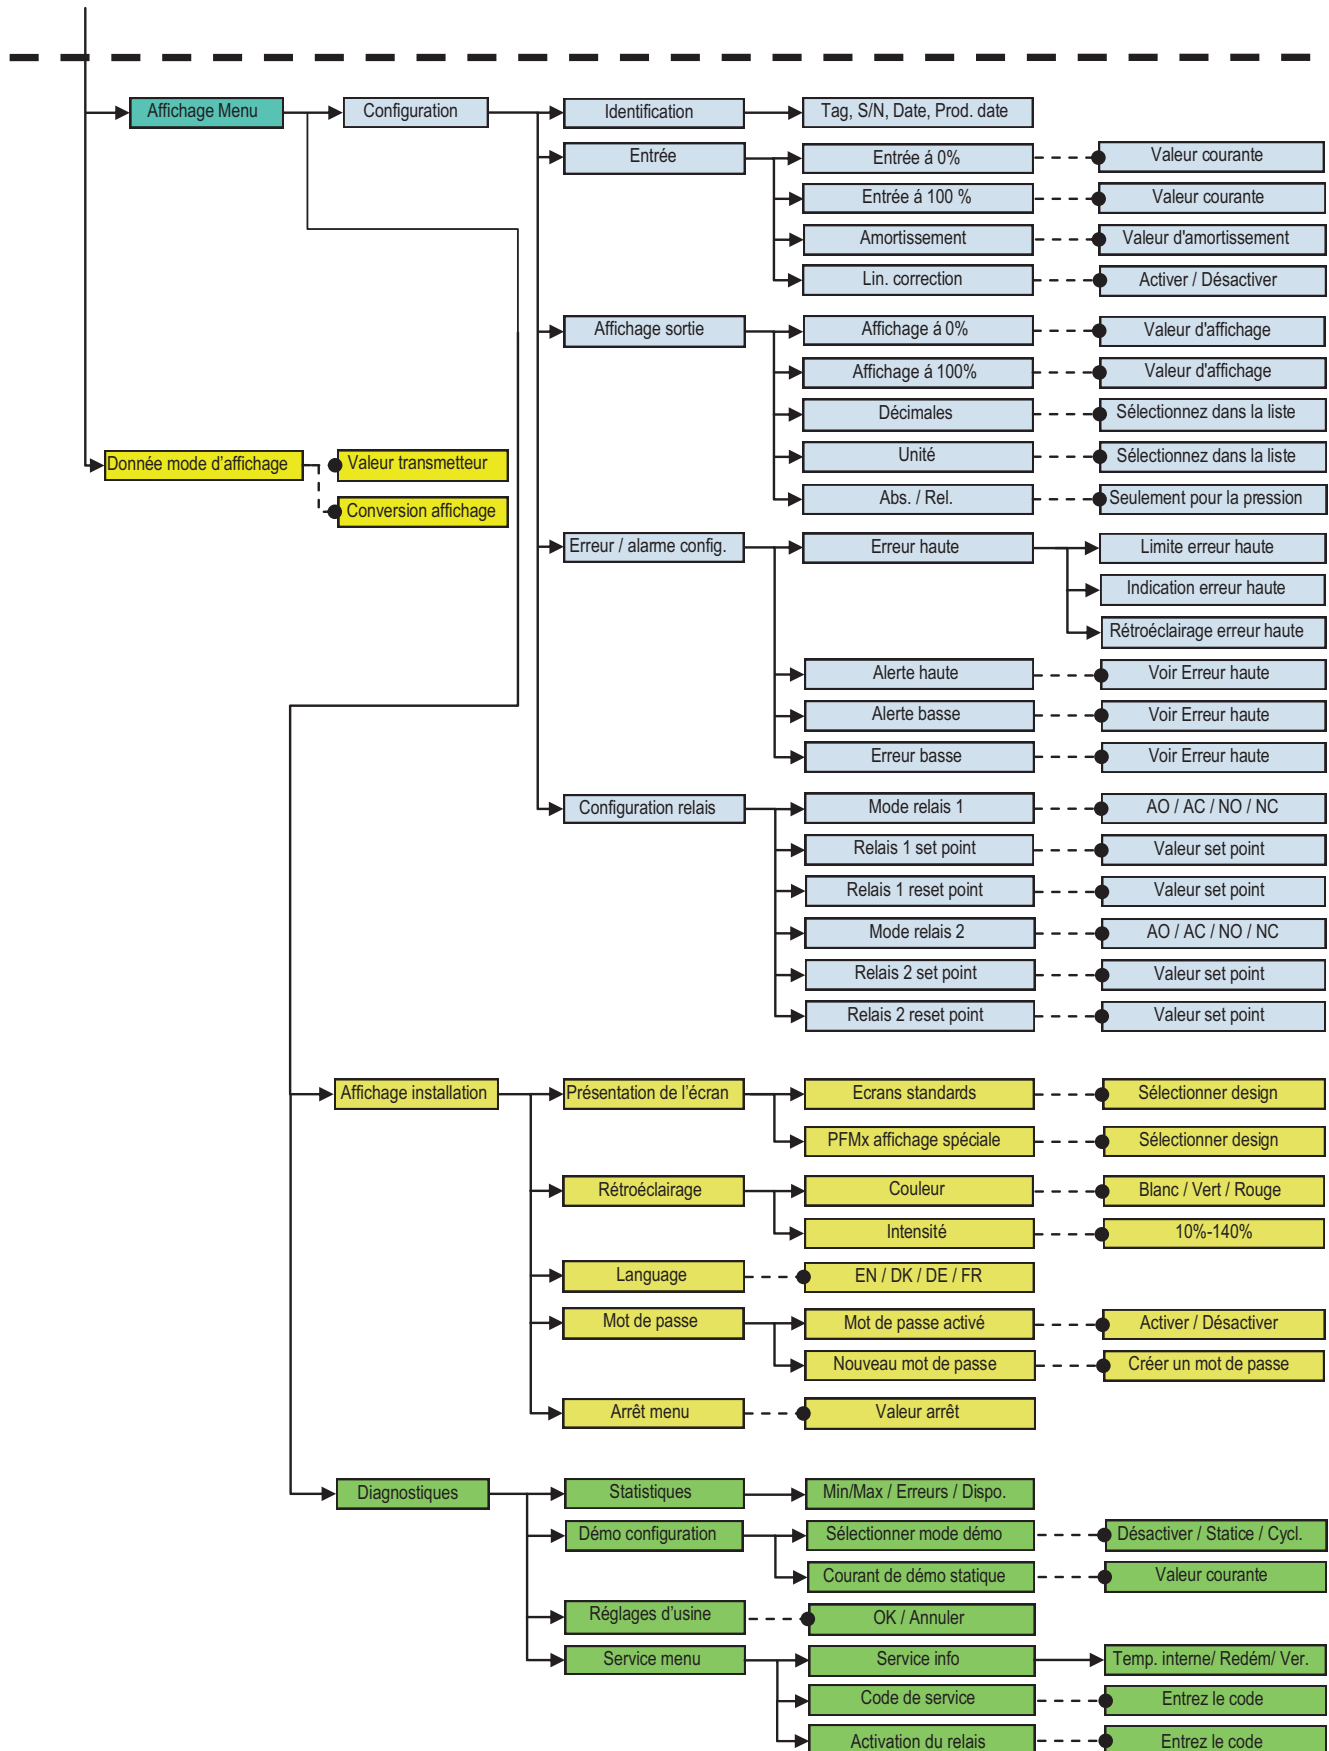 Affichage Menu
Configuration
Identification
Tag, S/N, Date, Prod. date
Entrée
Entrée á 0%
Valeur courante
Entrée á 100 %
Valeur courante
Amortissement
Valeur d'amortissement
Lin. correction
Activer / Désactiver
Affichage sortie
Affichage á 0%
Valeur d'affichage
Affichage á 100%
Valeur d'affichage
Décimales
Sélectionnez dans la liste
Donnée mode d’affichage
Valeur transmetteur
Unité
Sélectionnez dans la liste
Conversion affichage
Abs. / Rel.
Seulement pour la pression
Erreur / alarme config.
Erreur haute
Limite erreur haute
Indication erreur haute
Rétroéclairage erreur haute
Alerte haute
Voir Erreur haute
Alerte basse
Voir Erreur haute
Erreur basse
Voir Erreur haute
Configuration relais
Mode relais 1
AO / AC / NO / NC
Relais 1 set point
Valeur set point
Relais 1 reset point
Valeur set point
Mode relais 2
AO / AC / NO / NC
Relais 2 set point
Valeur set point
Relais 2 reset point
Valeur set point
Affichage installation
Présentation de l’écran
Ecrans standards
Sélectionner design
PFMx affichage spéciale
Sélectionner design
Rétroéclairage
Couleur
Blanc / Vert / Rouge
Intensité
10%-140%
Language
EN / DK / DE / FR
Mot de passe
Mot de passe activé
Activer / Désactiver
Nouveau mot de passe
Créer un mot de passe
Arrêt menu
Valeur arrêt
Diagnostiques
Statistiques
Min/Max / Erreurs / Dispo.
Démo configuration
Sélectionner mode démo
Désactiver / Statice / Cycl.
Courant de démo statique
Valeur courante
Réglages d’usine
OK / Annuler
Service menu
Service info
Temp. interne/ Redém/ Ver.
Code de service
Entrez le code
Activation du relais
Entrez le code